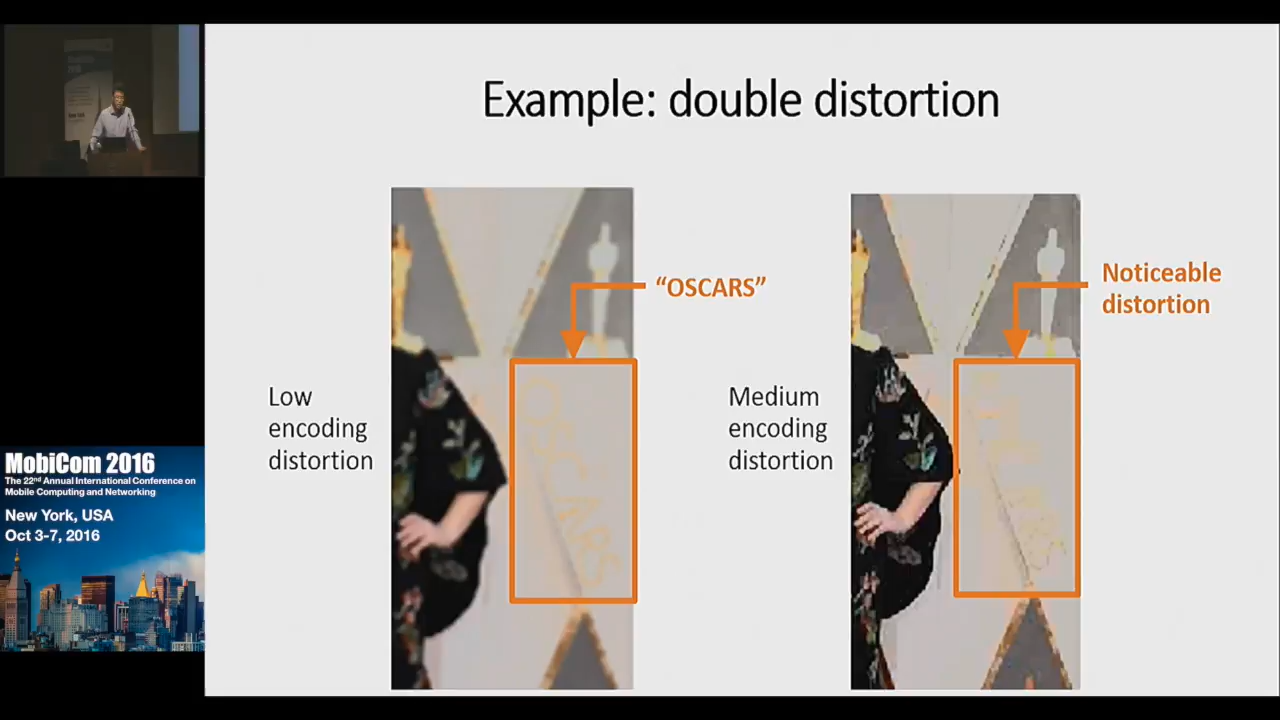 Example: double distortion
"OSCARS"
Noticeable
distortion
Low
encoding
distortion
Medium
encoding
distortion
OSCARS
MobiCom 2016
The 22nd Annual International Conference on
Mobile Computing and Networking
New York, USA
Oct 3-7, 2016